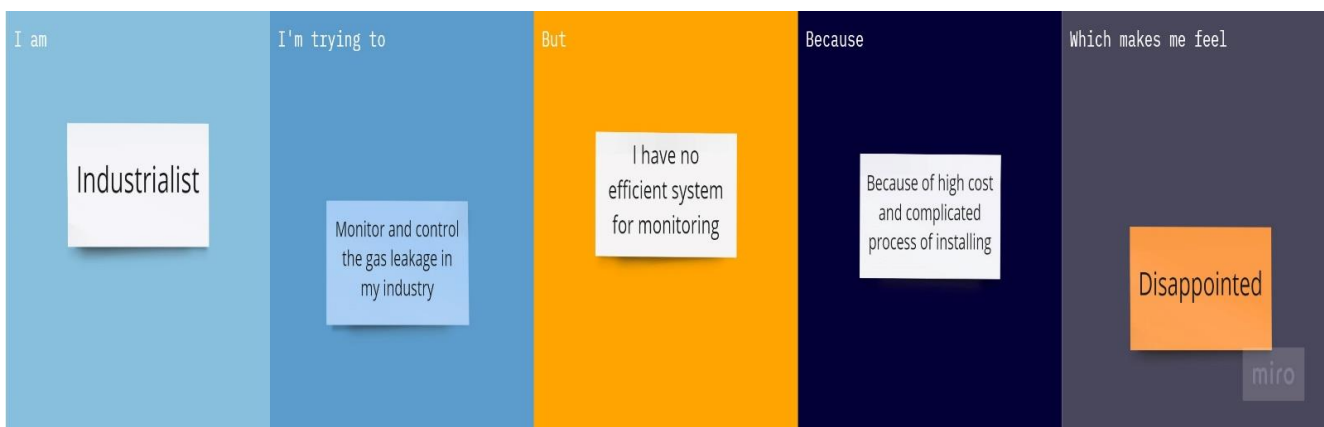 I am
Industrialist
I'm trying to
Monitor and control
the gas leakage in
my industry
But
I have no
efficient system
for monitoring
Because
Because of high cost
and complicated
process of installing
Which makes me feel
Disappointed
miro